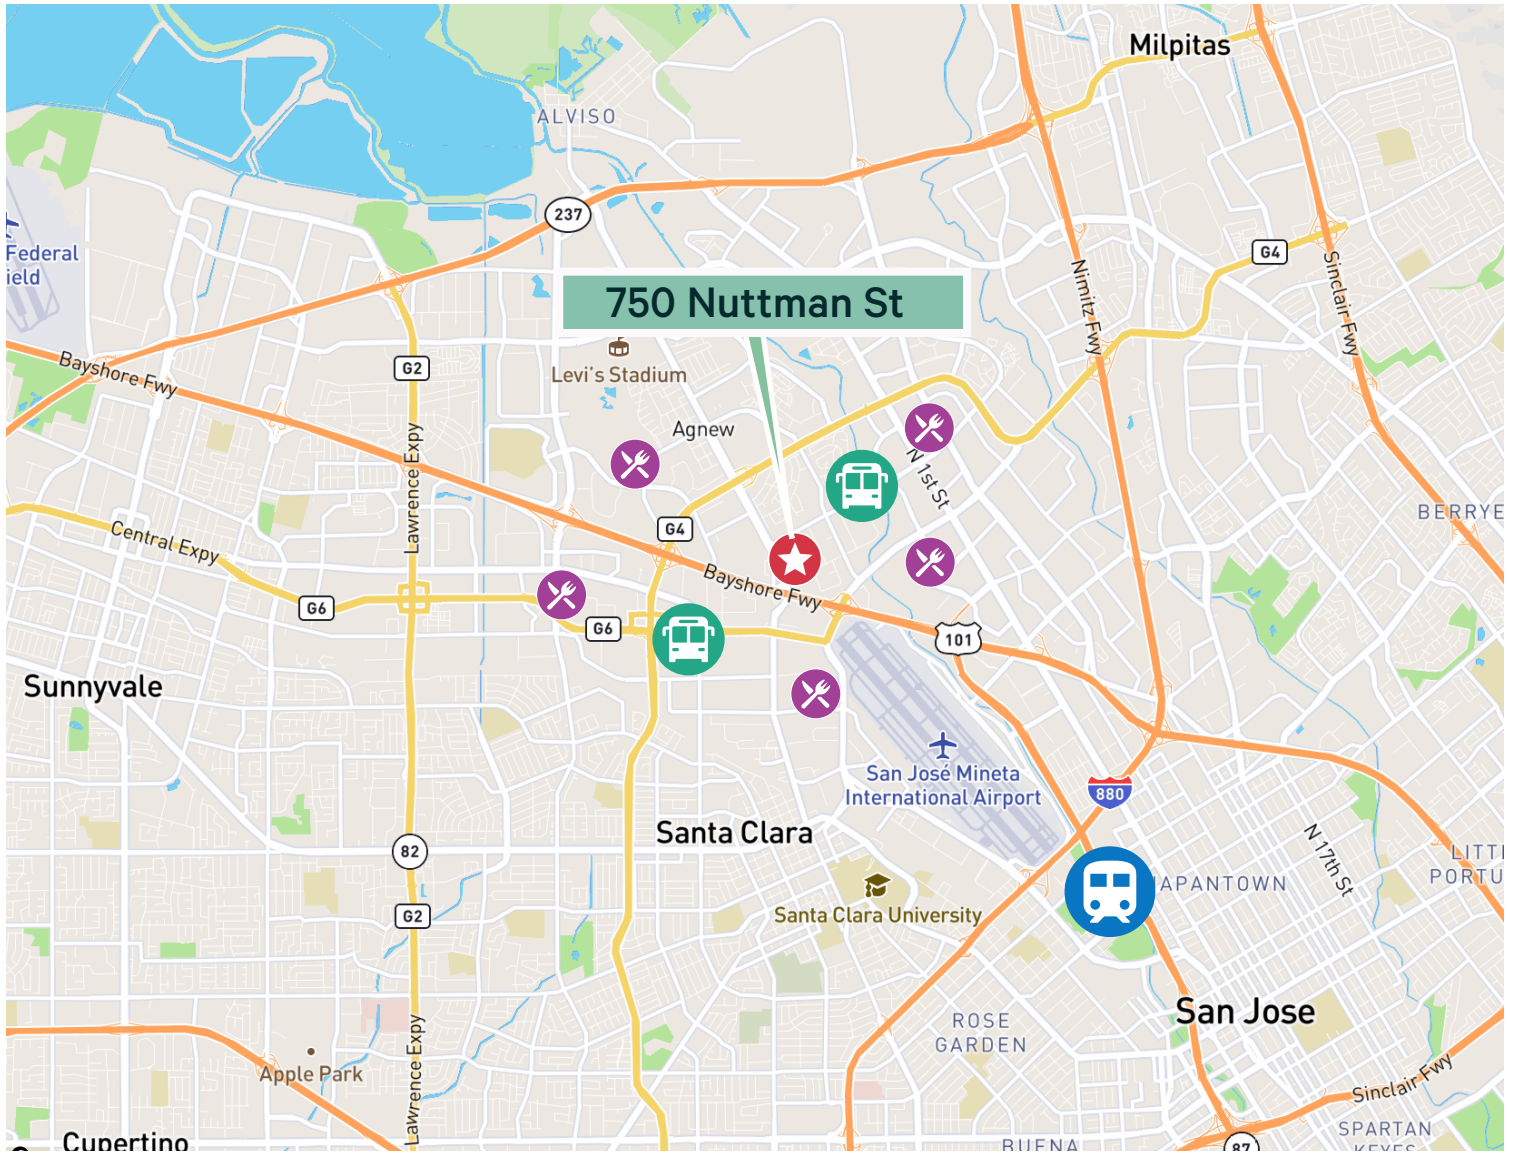 Milpitas
ALVISO
237
G4
Federal
ield
750 Nuttman St
Nimitz Fwy
Sinclair Fwy
Bayshore Fwy
G2
Levi's Stadium
Agnew
Lawrence Expy
N 1st St
BERRYE
G4
Central Expy
Bayshore Fwy
G6
G6
101
Sunnyvale
San José Mineta
International Airport
880
Santa Clara
N 17th St
82
LITTL
PORTU
APANTOWN
Santa Clara University
G2
San Jose
ROSE
GARDEN
Lawrence Expy
Apple Park
Sinclair Fwy
Cupertino
BUENA
87
SPARTAN
KEYES